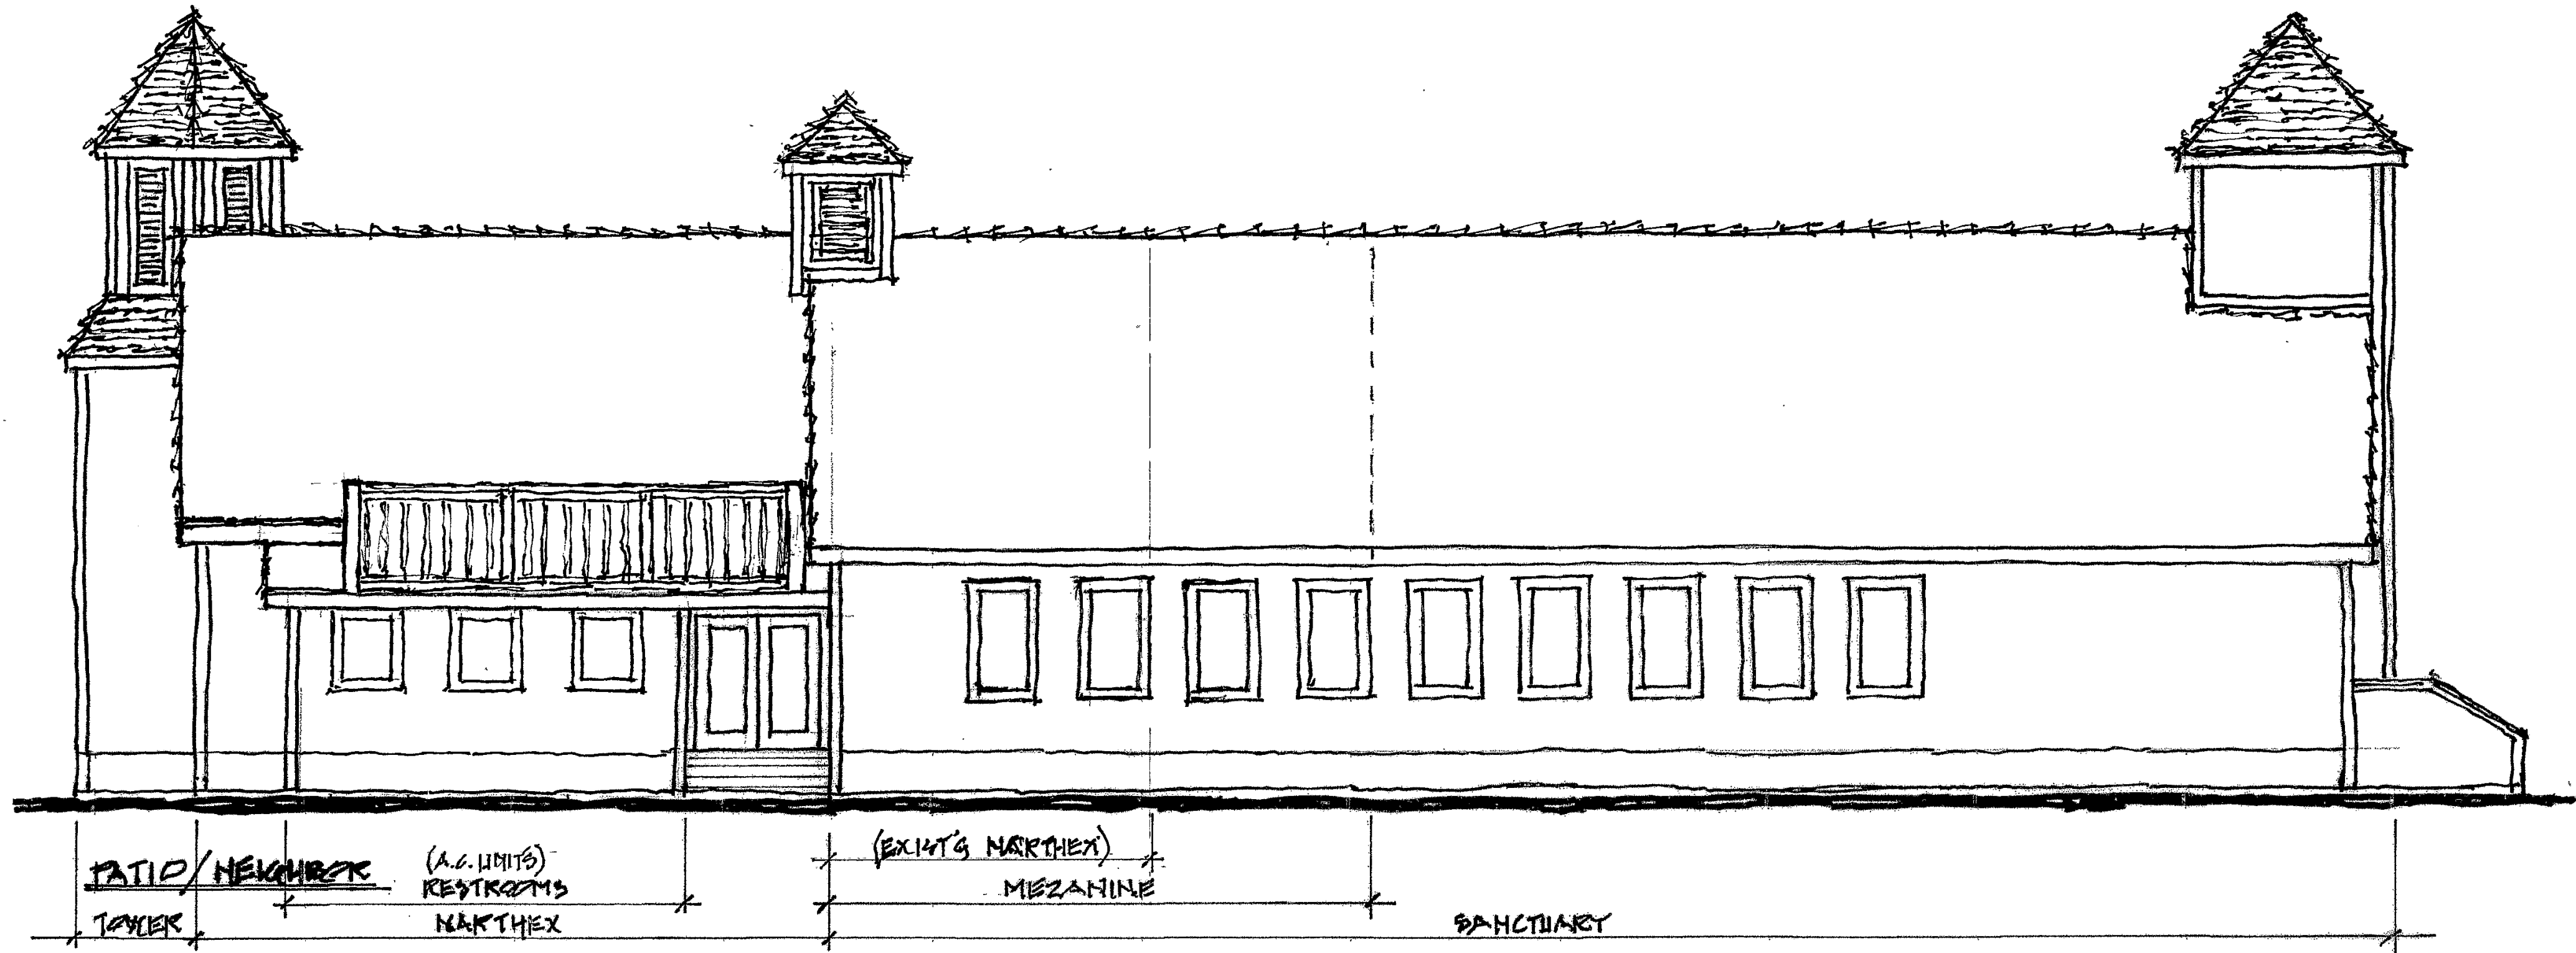 PATIO/NEIGHBOR
(A.C. UNITS)
RESTROOMS
(EXIST'G NARTHEX)
MEZANINE
TOWER
NARTHEX
SANCTUARY